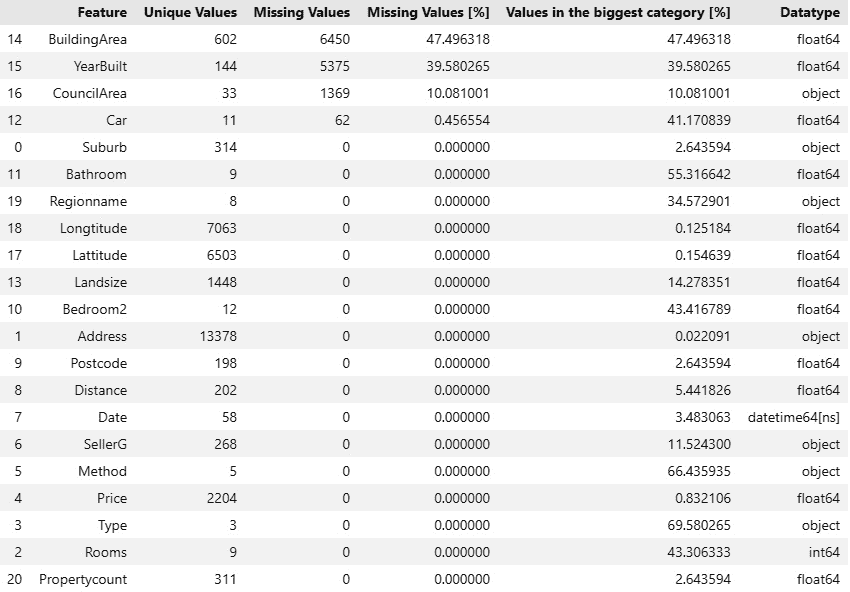 Feature Unique Values Missing Values Missing Values [%] Values in the biggest category [%] Datatype
14 BuildingArea 602 6450 47.496318 47.496318 float64
15 YearBuilt 144 5375 39.580265 39.580265 float64
16 CouncilArea 33 1369 10.081001 10.081001 object
12 Car 11 62 0.456554 41.170839 float64
0 Suburb 314 0 0.000000 2.643594 object
11 Bathroom 9 0 0.000000 55.316642 float64
19 Regionname 8 0 0.000000 34.572901 object
18 Longtitude 7063 0 0.000000 0.125184 float64
17 Lattitude 6503 0 0.000000 0.154639 float64
13 Landsize 1448 0 0.000000 14.278351 float64
10 Bedroom2 12 0 0.000000 43.416789 float64
1 Address 13378 0 0.000000 0.022091 object
9 Postcode 198 0 0.000000 2.643594 float64
8 Distance 202 0 0.000000 5.441826 float64
7 Date 58 0 0.000000 3.483063 datetime64[ns]
6 SellerG 268 0 0.000000 11.524300 object
5 Method 5 0 0.000000 66.435935 object
4 Price 2204 0 0.000000 0.832106 float64
3 Type 3 0 0.000000 69.580265 object
2 Rooms 9 0 0.000000 43.306333 int64
20 Propertycount 311 0 0.000000 2.643594 float64